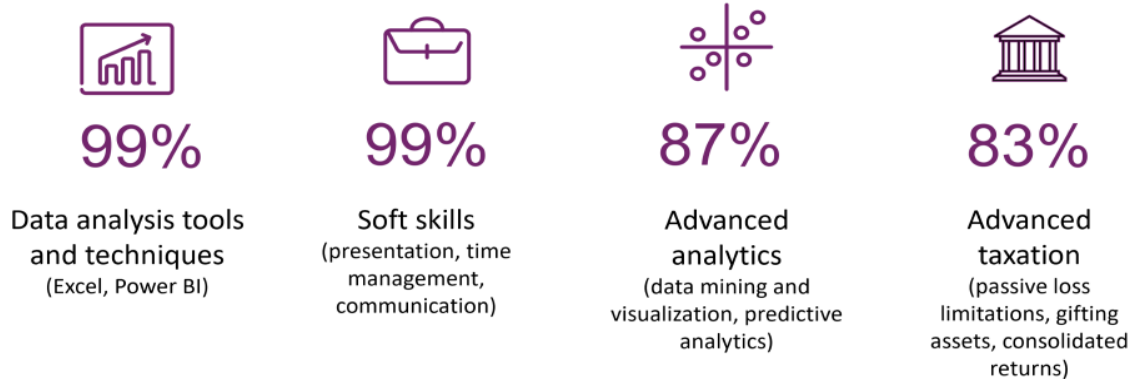 99%
Data analysis tools
and techniques
(Excel, Power BI)
99%
Soft skills
(presentation, time
management,
communication)
87%
Advanced
analytics
(data mining and
visualization, predictive
analytics)
83%
Advanced
taxation
(passive loss
limitations, gifting
assets, consolidated
returns)